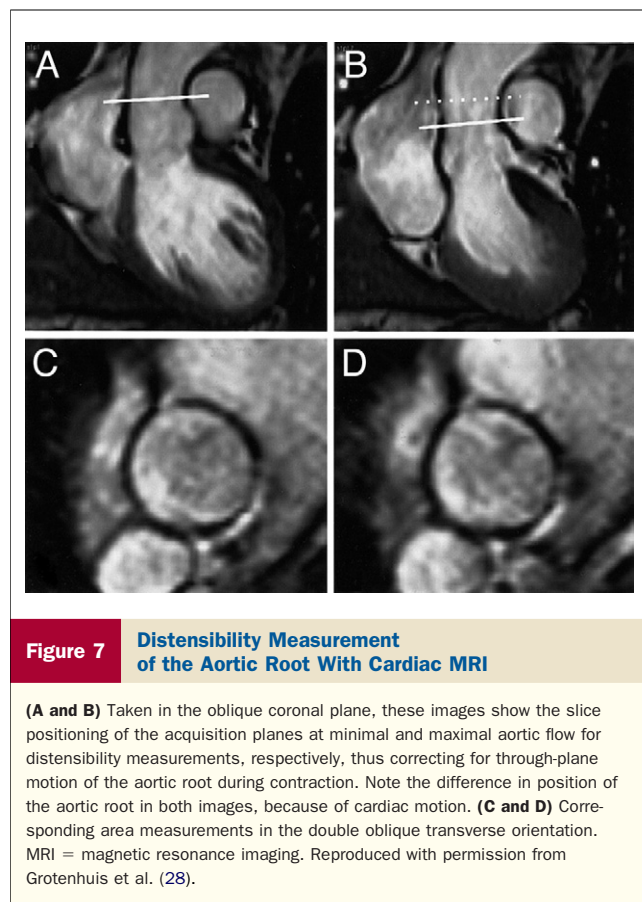 A
B
C
D
Figure 7
Distensibility Measurement
of the Aortic Root With Cardiac MRI
(A and B) Taken in the oblique coronal plane, these images show the slice
positioning of the acquisition planes at minimal and maximal aortic flow for
distensibility measurements, respectively, thus correcting for through-plane
motion of the aortic root during contraction. Note the difference in position of
the aortic root in both images, because of cardiac motion. (C and D) Corre-
sponding area measurements in the double oblique transverse orientation.
MRI = magnetic resonance imaging. Reproduced with permission from
Grotenhuis et al. (28).